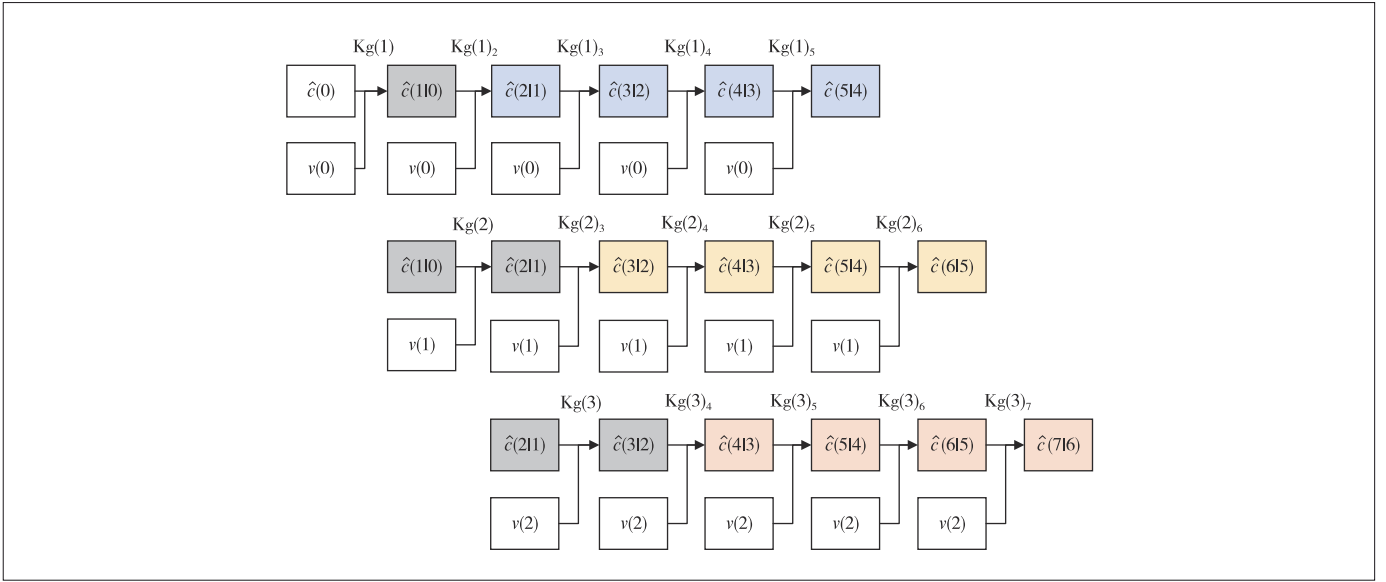 Kg(1) Kg(1)₂ Kg(1)₃ Kg(1)₄ Kg(1)₅
ĉ(0) ĉ(1|0) ĉ(2|1) ĉ(3|2) ĉ(4|3) ĉ(5|4)
v(0) v(0) v(0) v(0) v(0)
Kg(2) Kg(2)₃ Kg(2)₄ Kg(2)₅ Kg(2)₆
ĉ(1|0) ĉ(2|1) ĉ(3|2) ĉ(4|3) ĉ(5|4) ĉ(6|5)
v(1) v(1) v(1) v(1) v(1)
Kg(3) Kg(3)₄ Kg(3)₅ Kg(3)₆ Kg(3)₇
ĉ(2|1) ĉ(3|2) ĉ(4|3) ĉ(5|4) ĉ(6|5) ĉ(7|6)
v(2) v(2) v(2) v(2) v(2)